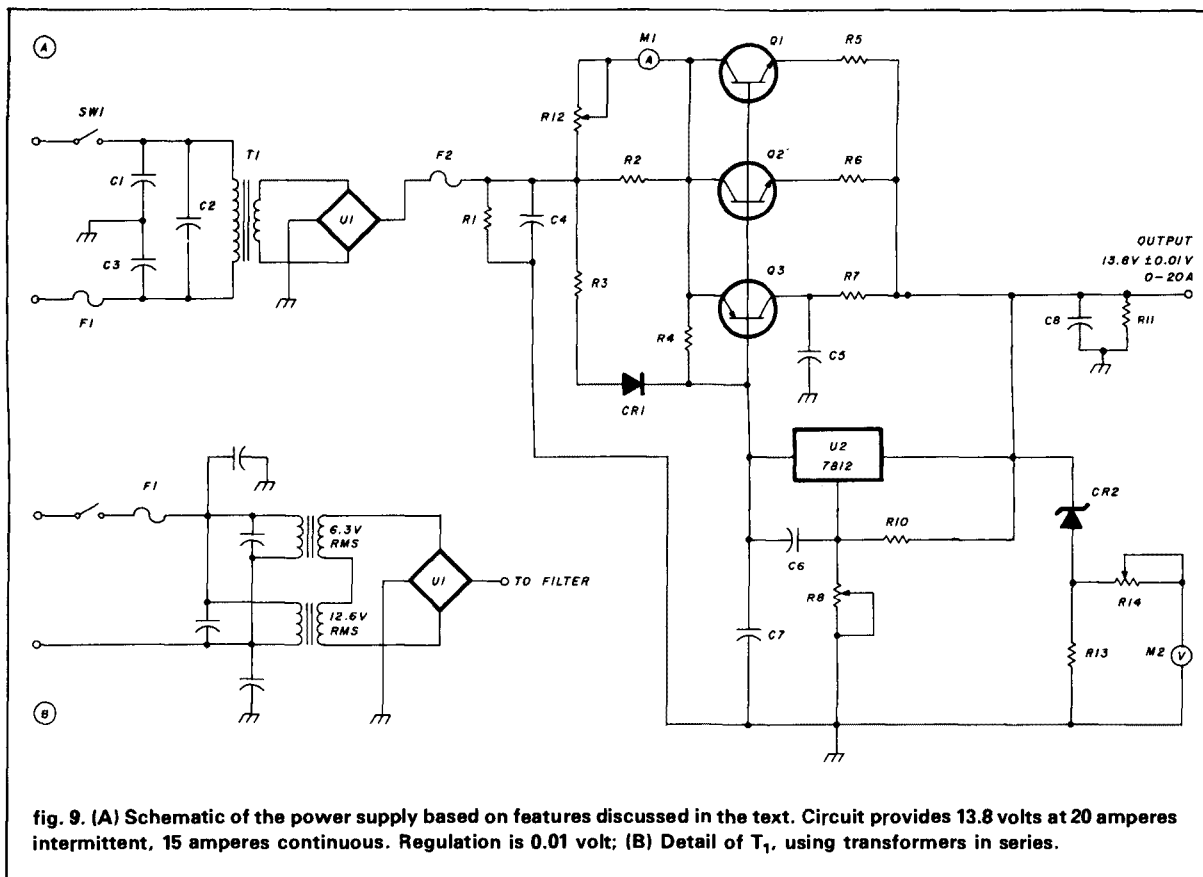 A
SW1
C1
C2
C3
F1
T1
U1
F2
R1
C4
R12
M1
A
R2
R3
R4
CR1
Q1
Q2
Q3
R5
R6
R7
C5
OUTPUT
13.8V ±0.01V
0-20A
C8
R11
U2
7812
C6
R10
R8
C7
CR2
R14
R13
M2
V
F1
6.3V
RMS
12.6V
RMS
U1
TO FILTER
B
fig. 9. (A) Schematic of the power supply based on features discussed in the text. Circuit provides 13.8 volts at 20 amperes
intermittent, 15 amperes continuous. Regulation is 0.01 volt; (B) Detail of T₁, using transformers in series.